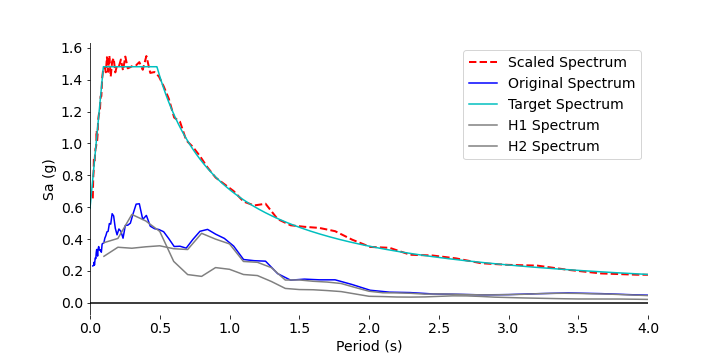 1.6
1.4
1.2
1.0
0.8
0.6
0.4
0.2
0.0
Sa (g)
Scaled Spectrum
Original Spectrum
Target Spectrum
H1 Spectrum
H2 Spectrum
0.0 0.5 1.0 1.5 2.0 2.5 3.0 3.5 4.0
Period (s)